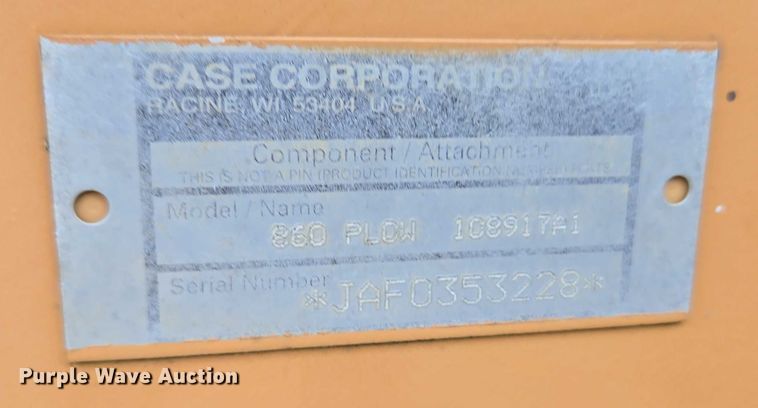 CASE CORPORATION
RACINE, WI 53404 U.S.A.
Component / Attachment
THIS IS NOT A PIN (PRODUCT IDENTIFICATION NUMBER) PLATE
Model / Name
860 PLOW 108917A1
Serial Number
*JAF0353228*
Purple Wave Auction